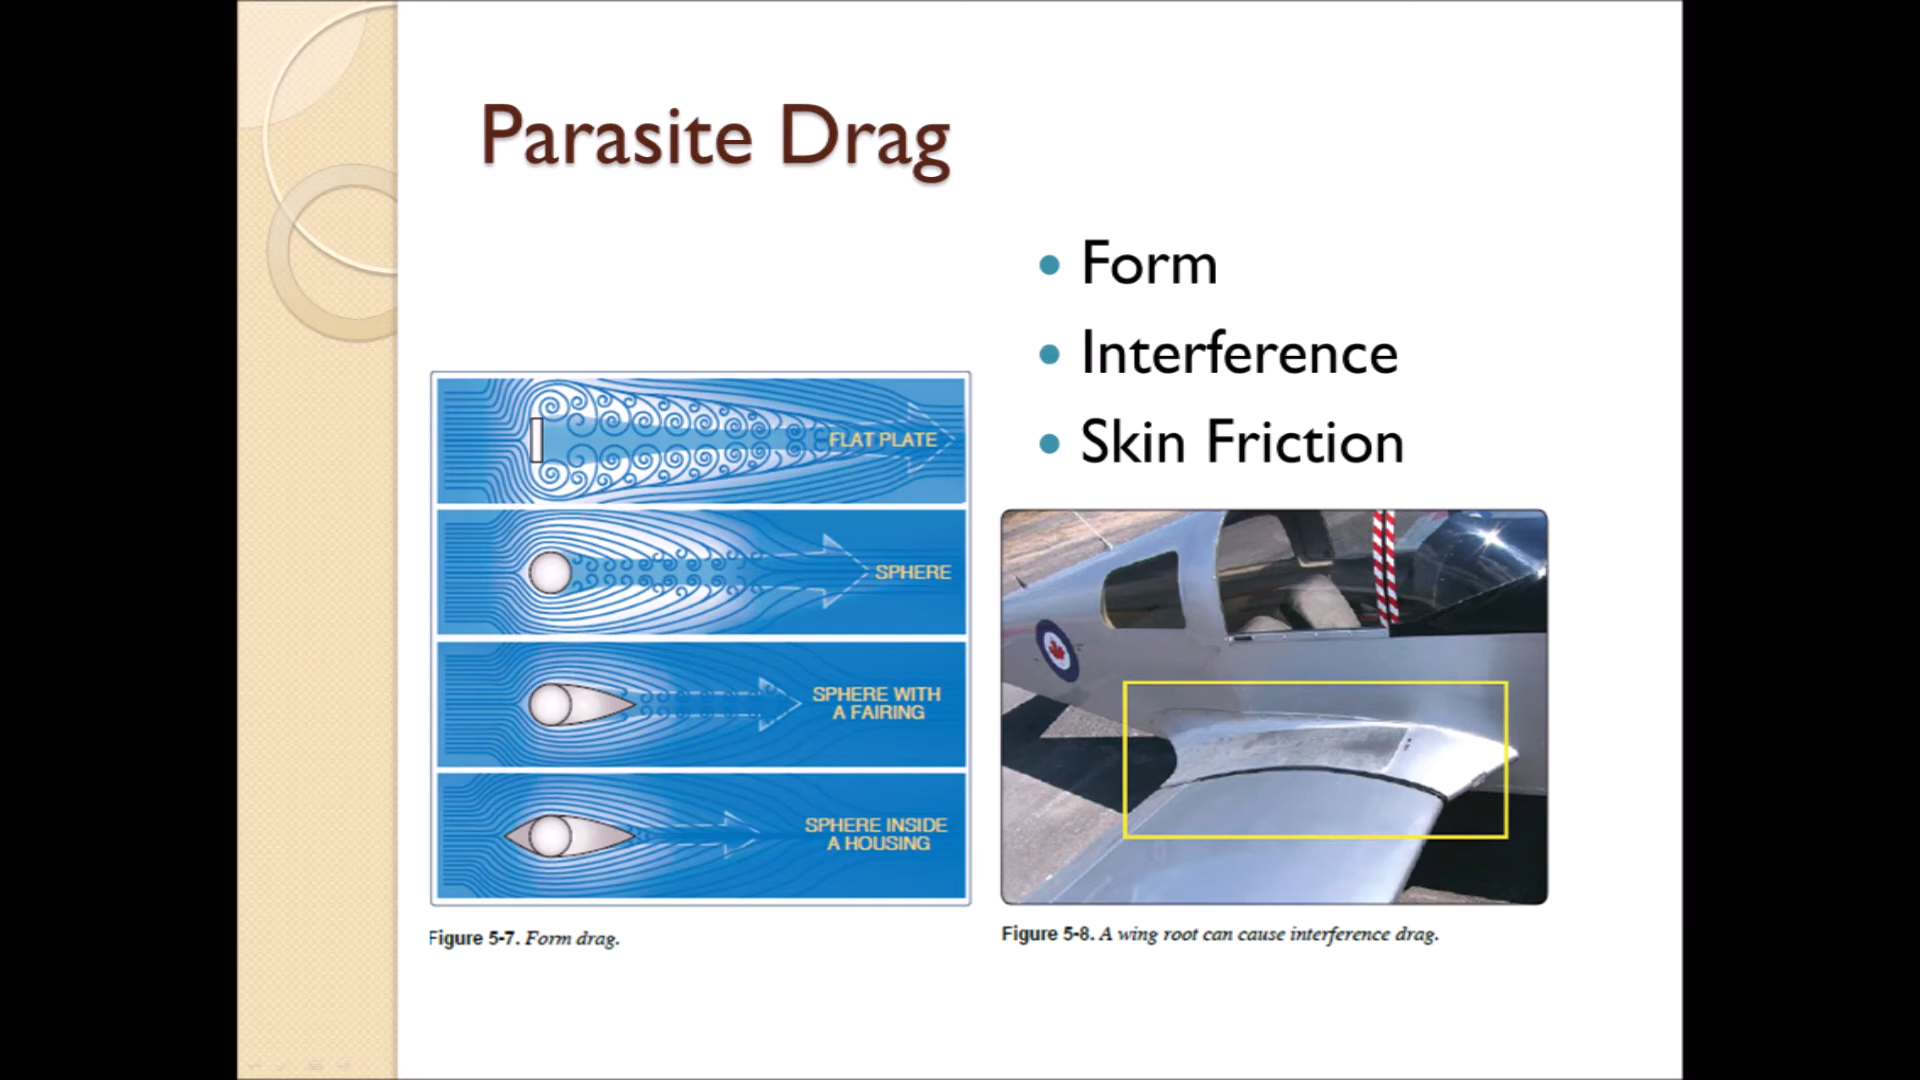 Parasite Drag
• Form
• Interference
• Skin Friction
FLAT PLATE
SPHERE
SPHERE WITH
A FAIRING
SPHERE INSIDE
A HOUSING
Figure 5-7. Form drag.
Figure 5-8. A wing root can cause interference drag.